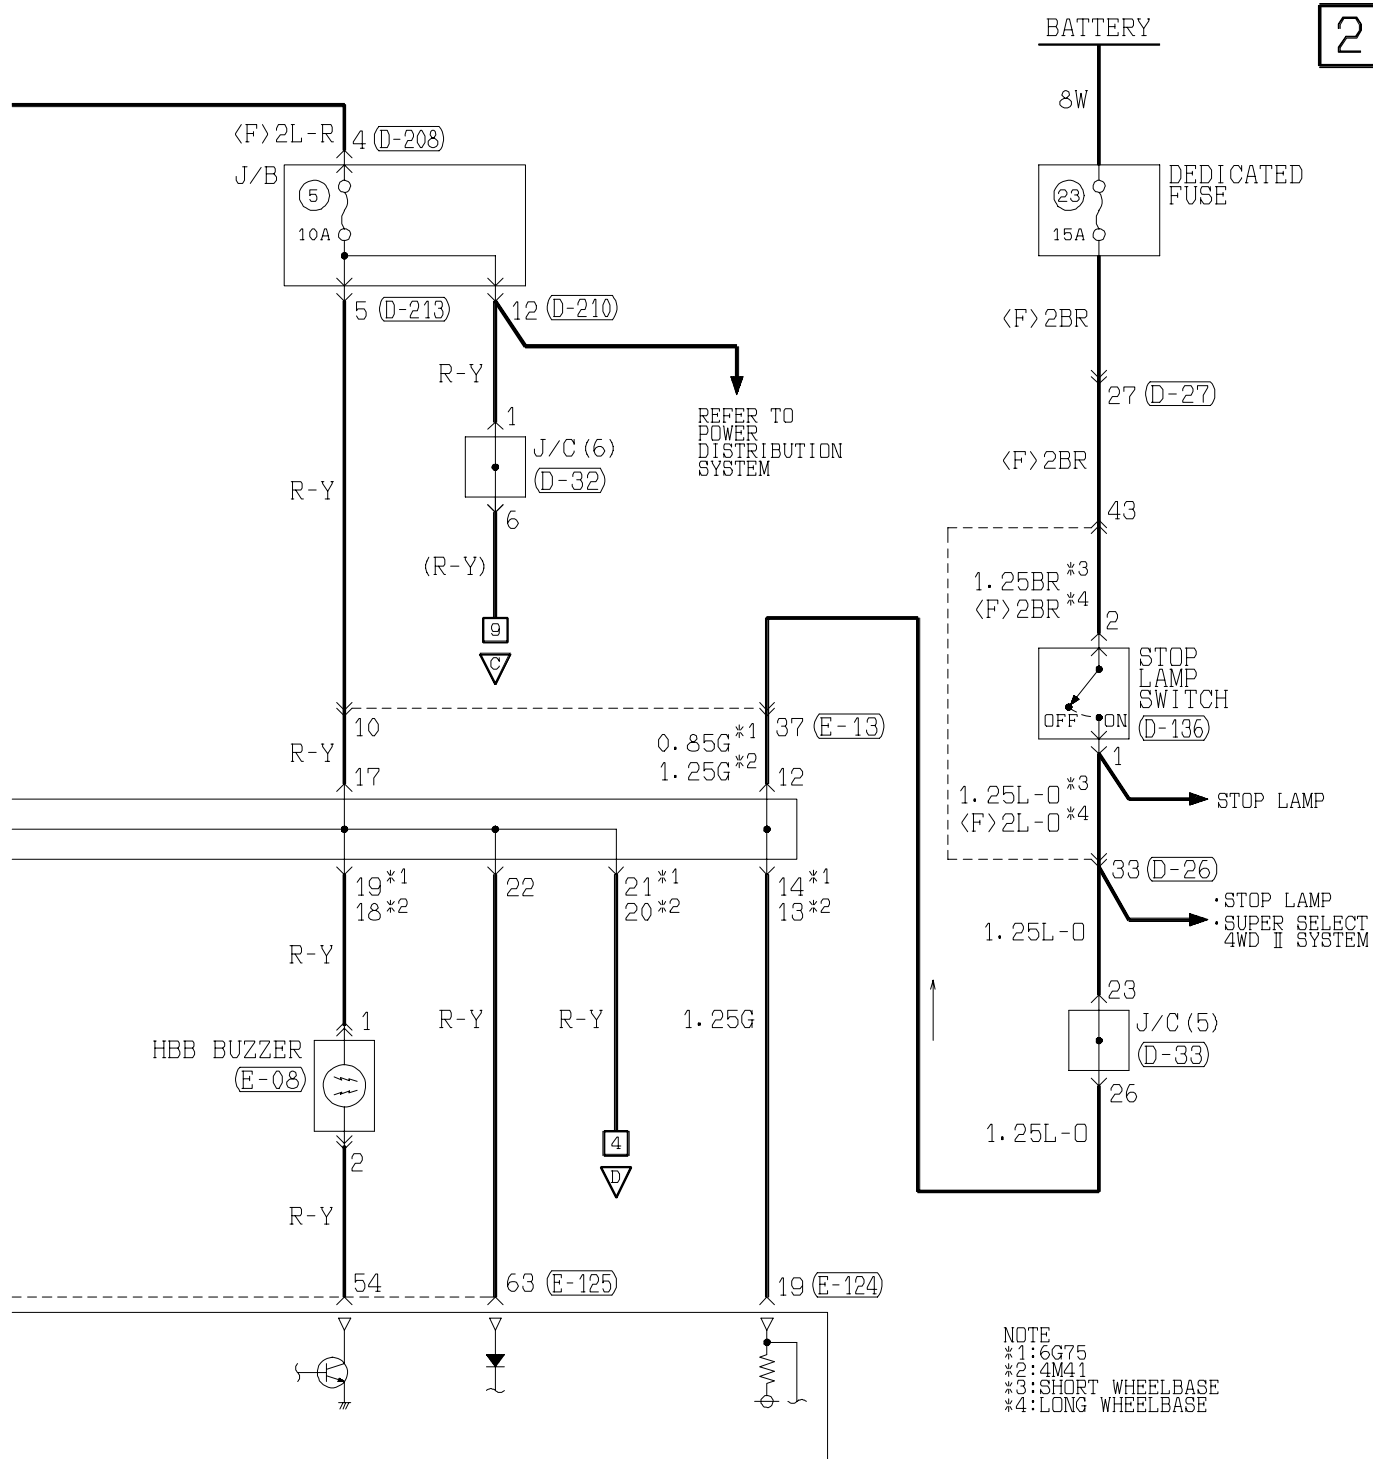 BATTERY
2
8W
〈F〉2L-R
4 (D-208)
J/B
5
10A
DEDICATED
FUSE
23
15A
5 (D-213)
12 (D-210)
〈F〉2BR
R-Y
27 (D-27)
REFER TO
POWER
DISTRIBUTION
SYSTEM
1
J/C(6)
(D-32)
〈F〉2BR
R-Y
6
43
(R-Y)
1.25BR*3
〈F〉2BR*4
2
9
C
STOP
LAMP
SWITCH
(D-136)
OFF
ON
10
37 (E-13)
R-Y
0.85G*1
1.25G*2
1
17
12
1.25L-O*3
〈F〉2L-O*4
STOP LAMP
19*1
18*2
22
21*1
20*2
14*1
13*2
33 (D-26)
·STOP LAMP
·SUPER SELECT
4WD Ⅱ SYSTEM
1.25L-O
R-Y
23
1
R-Y
R-Y
1.25G
J/C(5)
(D-33)
HBB BUZZER
(E-08)
26
1.25L-O
4
D
2
R-Y
54
63 (E-125)
19 (E-124)
NOTE
*1:6G75
*2:4M41
*3:SHORT WHEELBASE
*4:LONG WHEELBASE